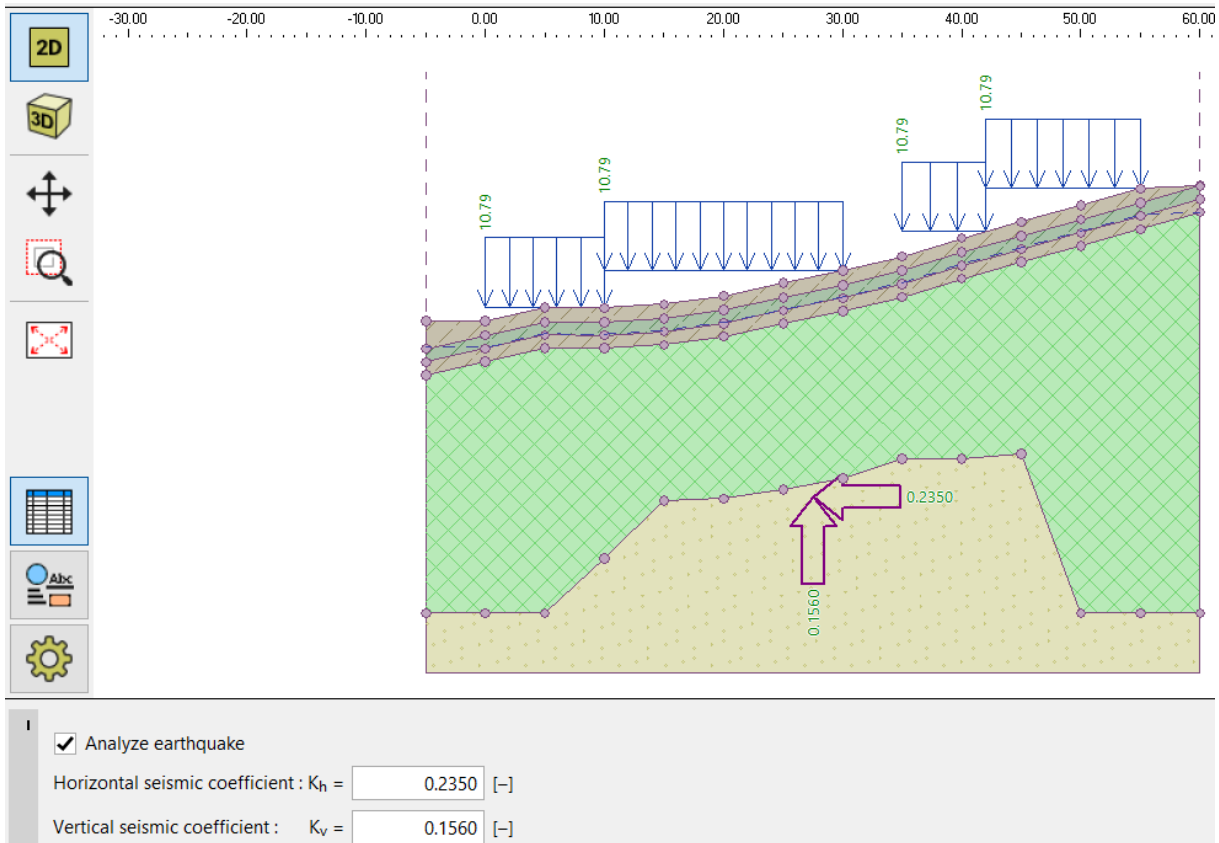 -30.00 -20.00 -10.00 0.00 10.00 20.00 30.00 40.00 50.00 60.00
2D
3D
10.79
10.79
10.79
10.79
0.2350
0.1560
Abc
Analyze earthquake
Horizontal seismic coefficient : Kh = 0.2350 [–]
Vertical seismic coefficient : Kv = 0.1560 [–]